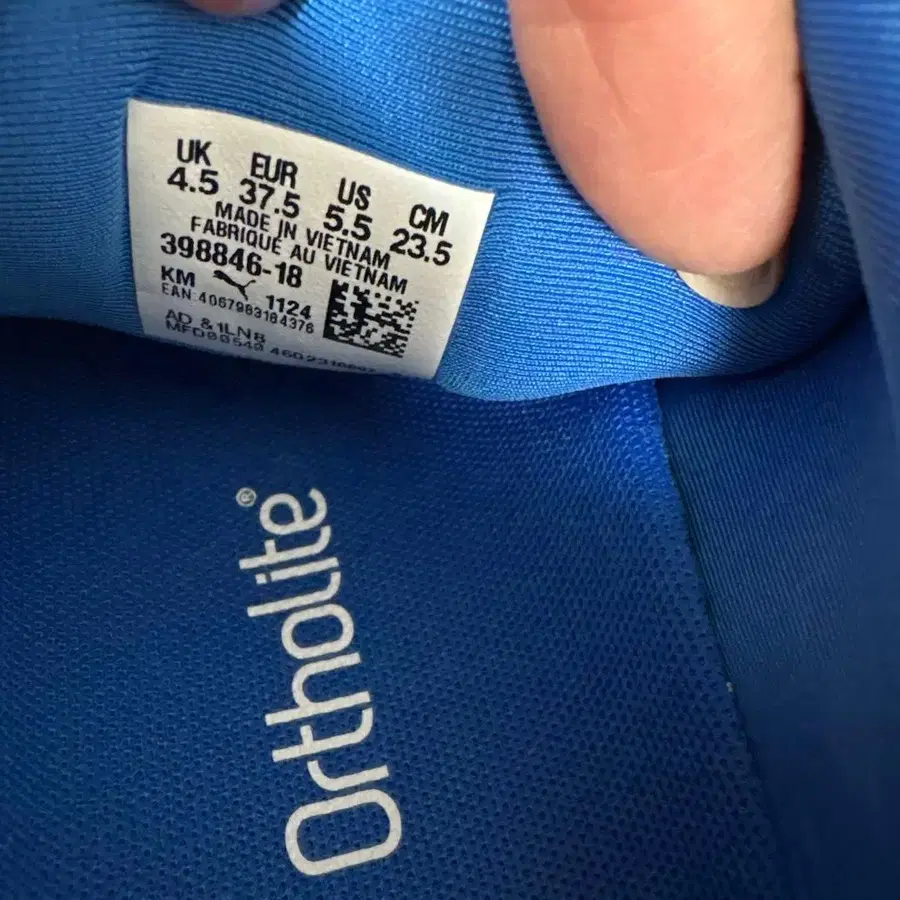 UK EUR US CM
4.5 37.5 5.5 23.5
MADE IN VIETNAM
FABRIQUÉ AU VIETNAM
398846-18
KM 1124
EAN:4067983184376
AD &1LN8
Ortholite®